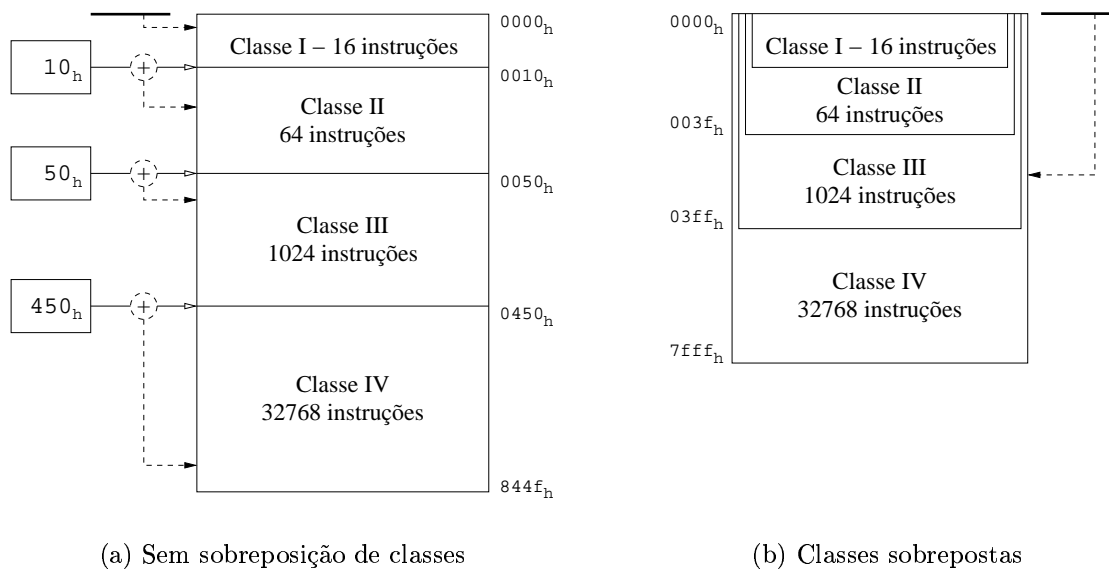 0000h
Classe I – 16 instruções
10h
+
0010h
Classe II
64 instruções
50h
+
0050h
Classe III
1024 instruções
450h
+
0450h
Classe IV
32768 instruções
844fh
(a) Sem sobreposição de classes
0000h
Classe I – 16 instruções
Classe II
64 instruções
003fh
Classe III
1024 instruções
03ffh
Classe IV
32768 instruções
7fffh
(b) Classes sobrepostas